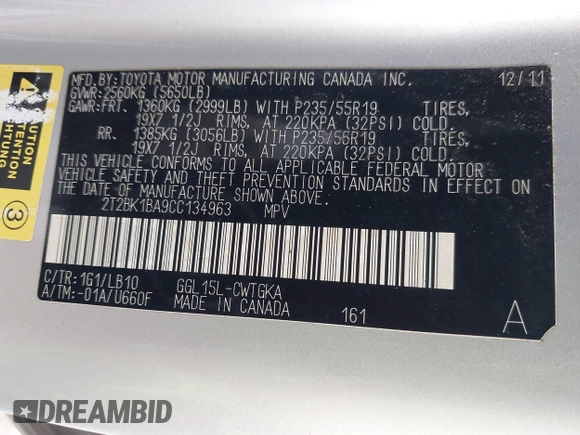 MFD. BY: TOYOTA MOTOR MANUFACTURING CANADA INC. 12/11
GVWR: 2560KG (5650LB)
GAWR: FRT. 1360KG (2999LB) WITH P235/55R19 TIRES,
19X7 1/2J RIMS, AT 220KPA (32PSI) COLD.
RR. 1385KG (3056LB) WITH P235/55R19 TIRES,
19X7 1/2J RIMS, AT 220KPA (32PSI) COLD.
THIS VEHICLE CONFORMS TO ALL APPLICABLE FEDERAL MOTOR
VEHICLE SAFETY AND THEFT PREVENTION STANDARDS IN EFFECT ON
THE DATE OF MANUFACTURE SHOWN ABOVE.
2T2BK1BA9CC134963 MPV
C/TR: 1G1/LB10 GGL15L-CWTGKA
A/TM: -01A/U660F MADE IN CANADA 161 A
3
DREAMBID